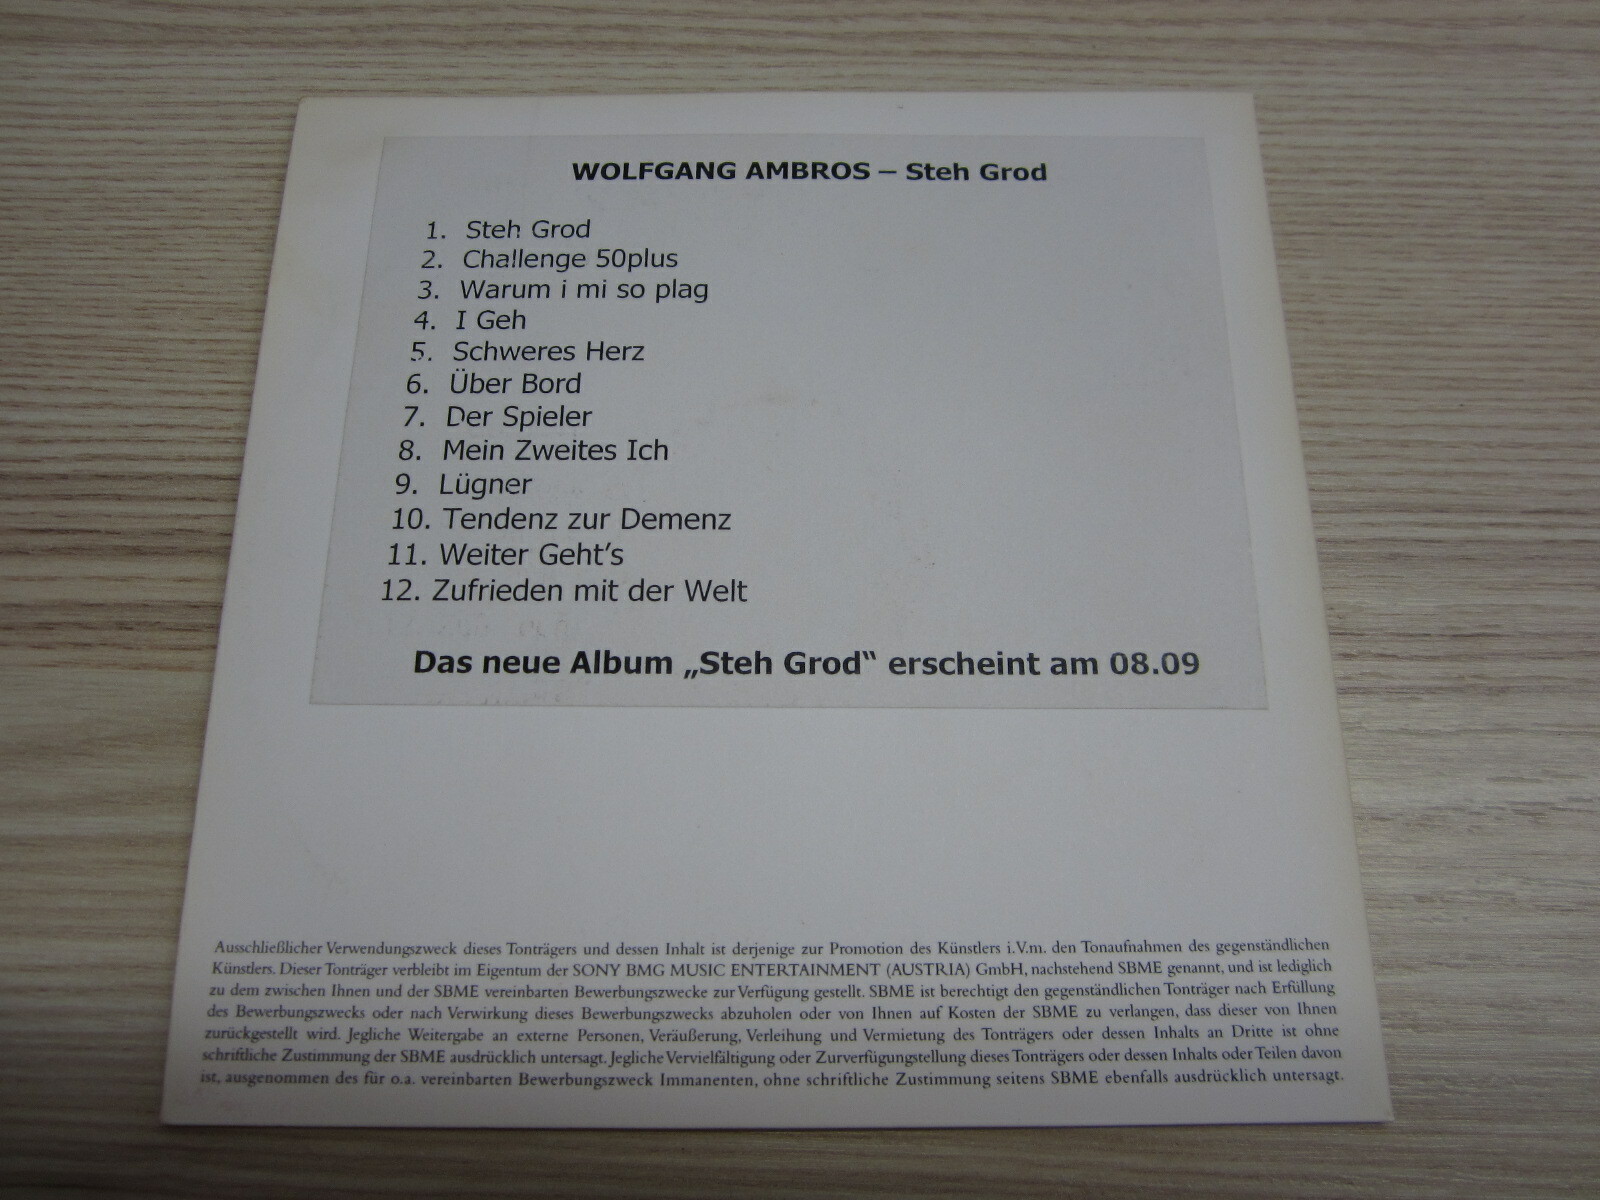 WOLFGANG AMBROS – Steh Grod
1. Steh Grod
2. Challenge 50plus
3. Warum i mi so plag
4. I Geh
5. Schweres Herz
6. Über Bord
7. Der Spieler
8. Mein Zweites Ich
9. Lügner
10. Tendenz zur Demenz
11. Weiter Geht’s
12. Zufrieden mit der Welt
Das neue Album „Steh Grod“ erscheint am 08.09
Ausschließlicher Verwendungszweck dieses Tonträgers und dessen Inhalt ist derjenige zur Promotion des Künstlers i.V.m. den Tonaufnahmen des gegenständlichen
Künstlers. Dieser Tonträger verbleibt im Eigentum der SONY BMG MUSIC ENTERTAINMENT (AUSTRIA) GmbH, nachstehend SBME genannt, und ist lediglich
zu dem zwischen Ihnen und der SBME vereinbarten Bewerbungszwecke zur Verfügung gestellt. SBME ist berechtigt den gegenständlichen Tonträger nach Erfüllung
des Bewerbungszwecks oder nach Verwirkung dieses Bewerbungszwecks abzuholen oder von Ihnen auf Kosten der SBME zu verlangen, dass dieser von Ihnen
zurückgestellt wird. Jegliche Weitergabe an externe Personen, Veräußerung, Verleihung und Vermietung des Tonträgers oder dessen Inhalts an Dritte ist ohne
schriftliche Zustimmung der SBME ausdrücklich untersagt. Jegliche Vervielfältigung oder Zurverfügungstellung dieses Tonträgers oder dessen Inhalts oder Teilen davon
ist, ausgenommen des für o.a. vereinbarten Bewerbungszweck Immanenten, ohne schriftliche Zustimmung seitens SBME ebenfalls ausdrücklich untersagt.